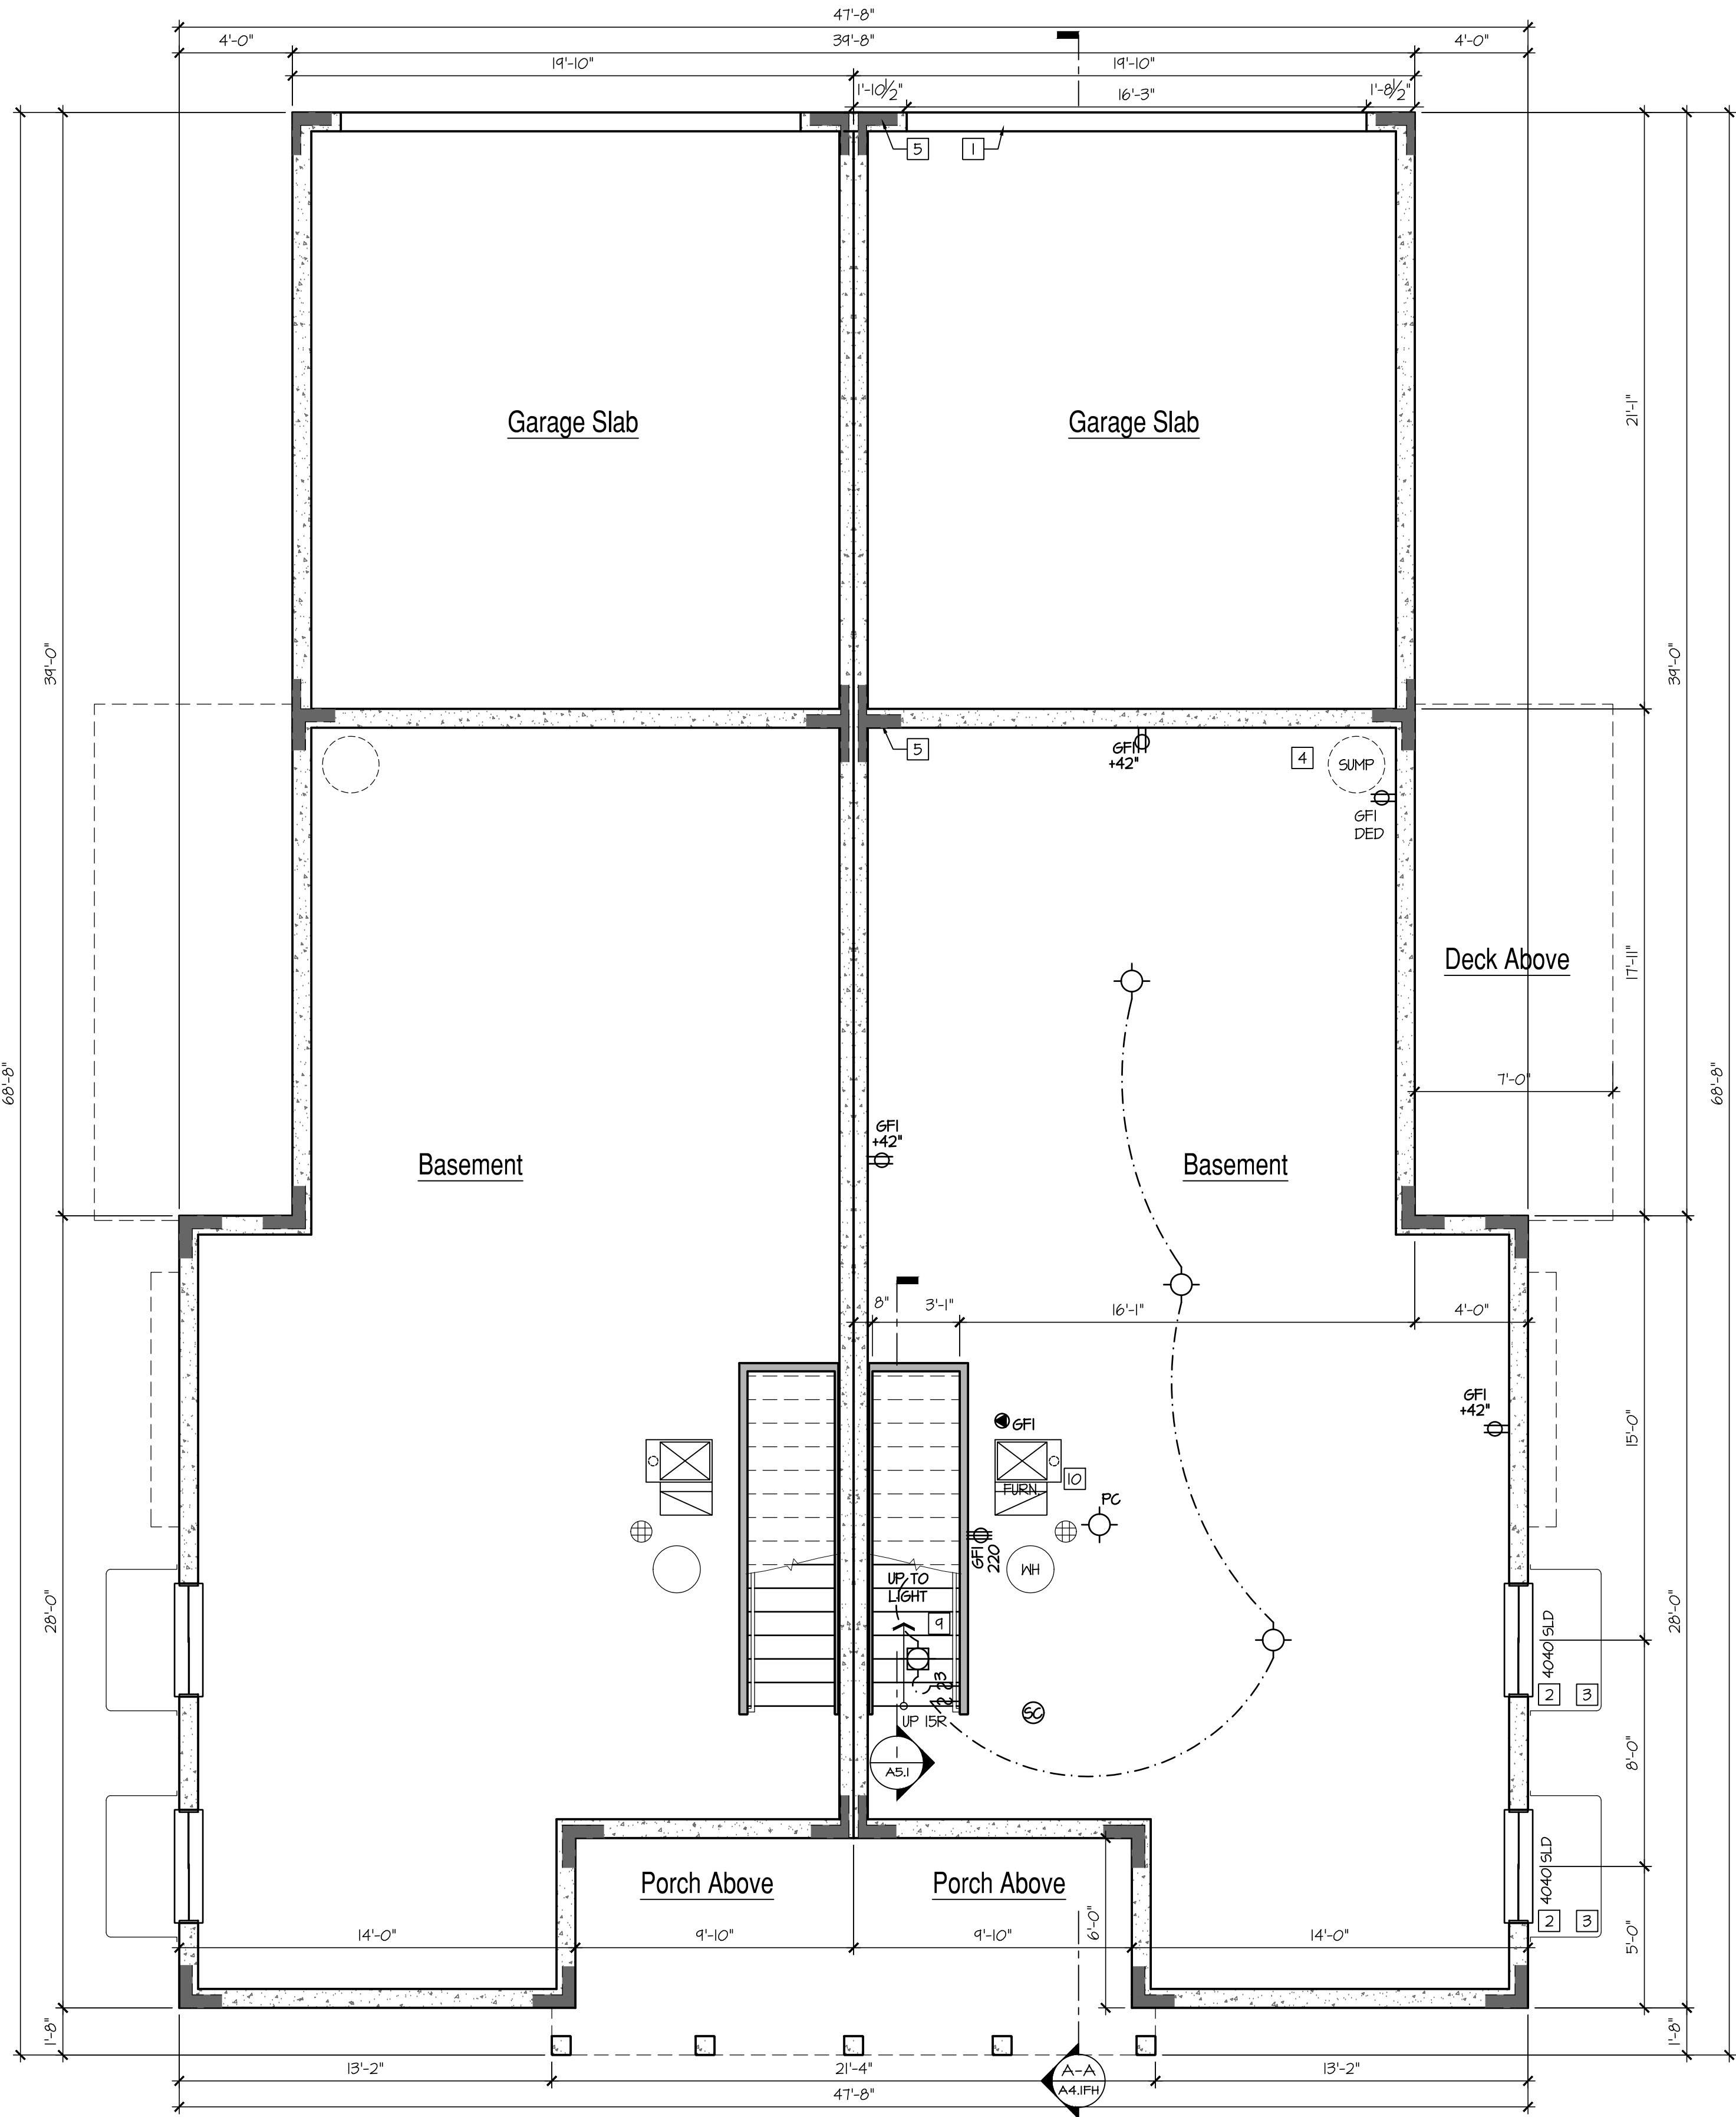 47'-8"
4'-0" 39'-8" 4'-0"
19'-10" 19'-10"
1'-10 1/2" 16'-3" 1'-8 1/2"
5 1
Garage Slab Garage Slab
21'-1"
39'-0" 39'-0"
5
GFI
+42"
4 SUMP
GFI
DED
Deck Above
17'-11"
68'-8" 68'-8"
7'-0"
GFI
+42"
Basement Basement
8" 3'-1" 16'-1" 4'-0"
GFI
+42"
15'-0"
GFI
FURN. 10
PC
GFI
220
WH
UP TO
LIGHT
9
28'-0" 28'-0"
4040 SLD
2 3
2 3
SC
UP 15R
1
A5.1
8'-0"
Porch Above Porch Above
4040 SLD
2 3
14'-0" 9'-10" 9'-10" 6'-0" 14'-0"
5'-0"
1'-8" 1'-8"
13'-2" 21'-4" 13'-2"
A-A
A4.1FH
47'-8"